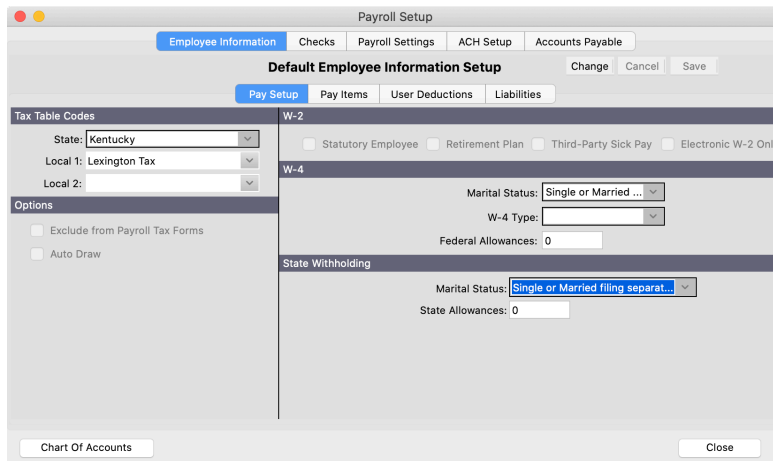 Payroll Setup
Employee Information Checks Payroll Settings ACH Setup Accounts Payable
Default Employee Information Setup Change Cancel Save
Pay Setup Pay Items User Deductions Liabilities
Tax Table Codes
State: Kentucky
Local 1: Lexington Tax
Local 2:
Options
Exclude from Payroll Tax Forms
Auto Draw
W-2
Statutory Employee Retirement Plan Third-Party Sick Pay Electronic W-2 Onl
W-4
Marital Status: Single or Married ...
W-4 Type:
Federal Allowances: 0
State Withholding
Marital Status: Single or Married filing separat...
State Allowances: 0
Chart Of Accounts Close